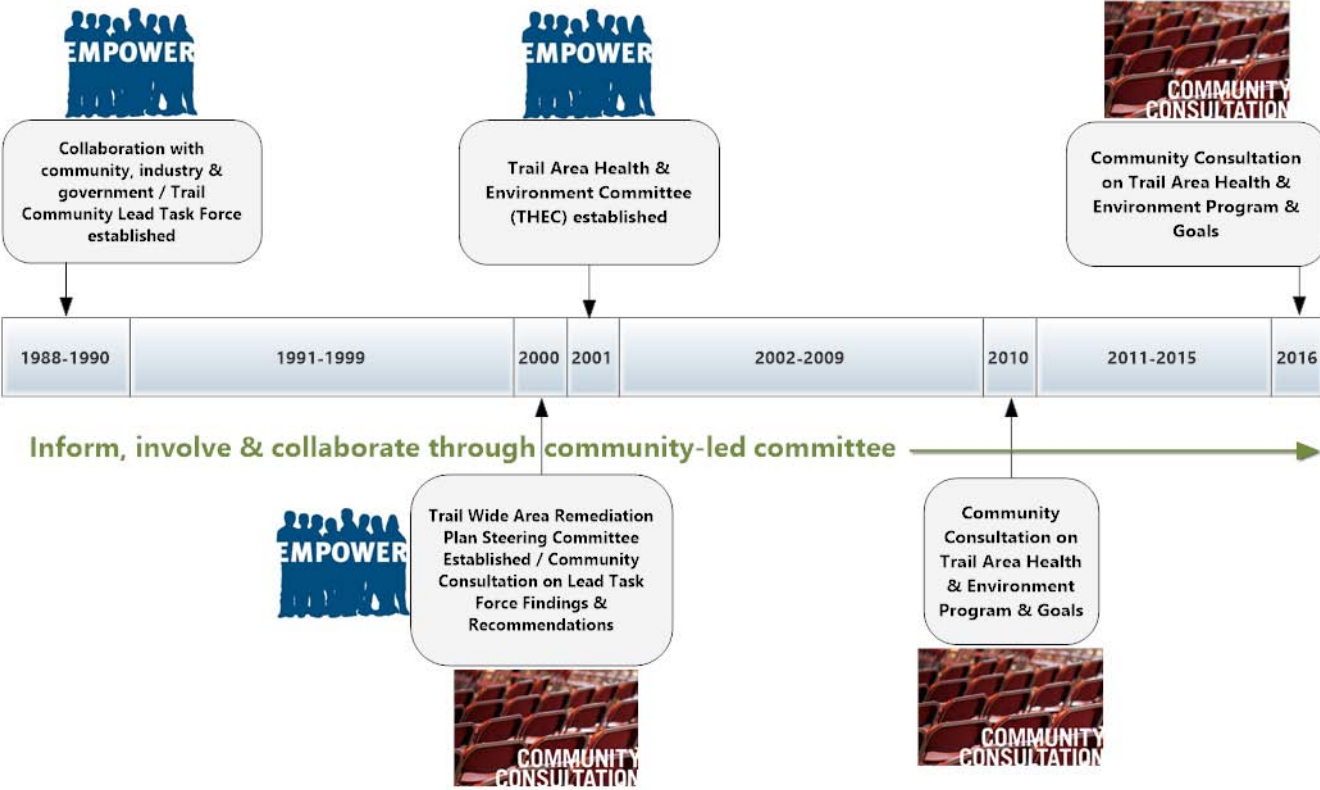 EMPOWER
EMPOWER
COMMUNITY
CONSULTATION
Collaboration with
community, industry &
government / Trail
Community Lead Task Force
established
Trail Area Health &
Environment Committee
(THEC) established
Community Consultation
on Trail Area Health &
Environment Program &
Goals
1988-1990
1991-1999
2000
2001
2002-2009
2010
2011-2015
2016
Inform, involve & collaborate through community-led committee
EMPOWER
Trail Wide Area Remediation
Plan Steering Committee
Established / Community
Consultation on Lead Task
Force Findings &
Recommendations
COMMUNITY
CONSULTATION
Community
Consultation on
Trail Area Health
& Environment
Program & Goals
COMMUNITY
CONSULTATION